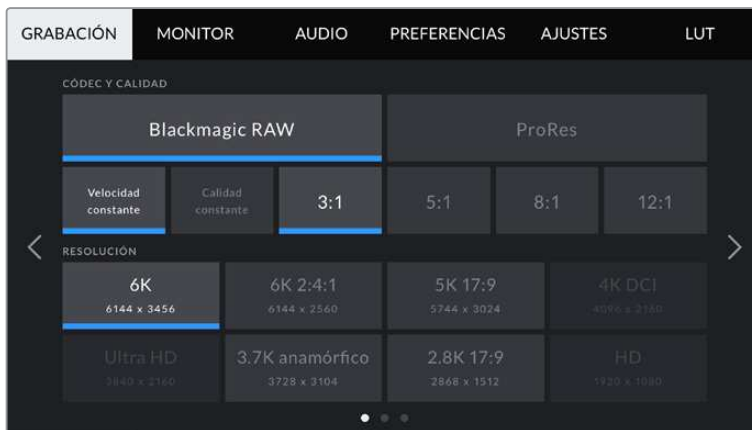 GRABACIÓN MONITOR AUDIO PREFERENCIAS AJUSTES LUT
CÓDEC Y CALIDAD
Blackmagic RAW ProRes
Velocidad constante Calidad constante 3:1 5:1 8:1 12:1
RESOLUCIÓN
6K 6K 2:4:1 5K 17:9 4K DCI
6144 x 3456 6144 x 2560 5744 x 3024 4096 x 2160
Ultra HD 3.7K anamórfico 2.8K 17:9 HD
3840 x 2160 3728 x 3104 2868 x 1512 1920 x 1080